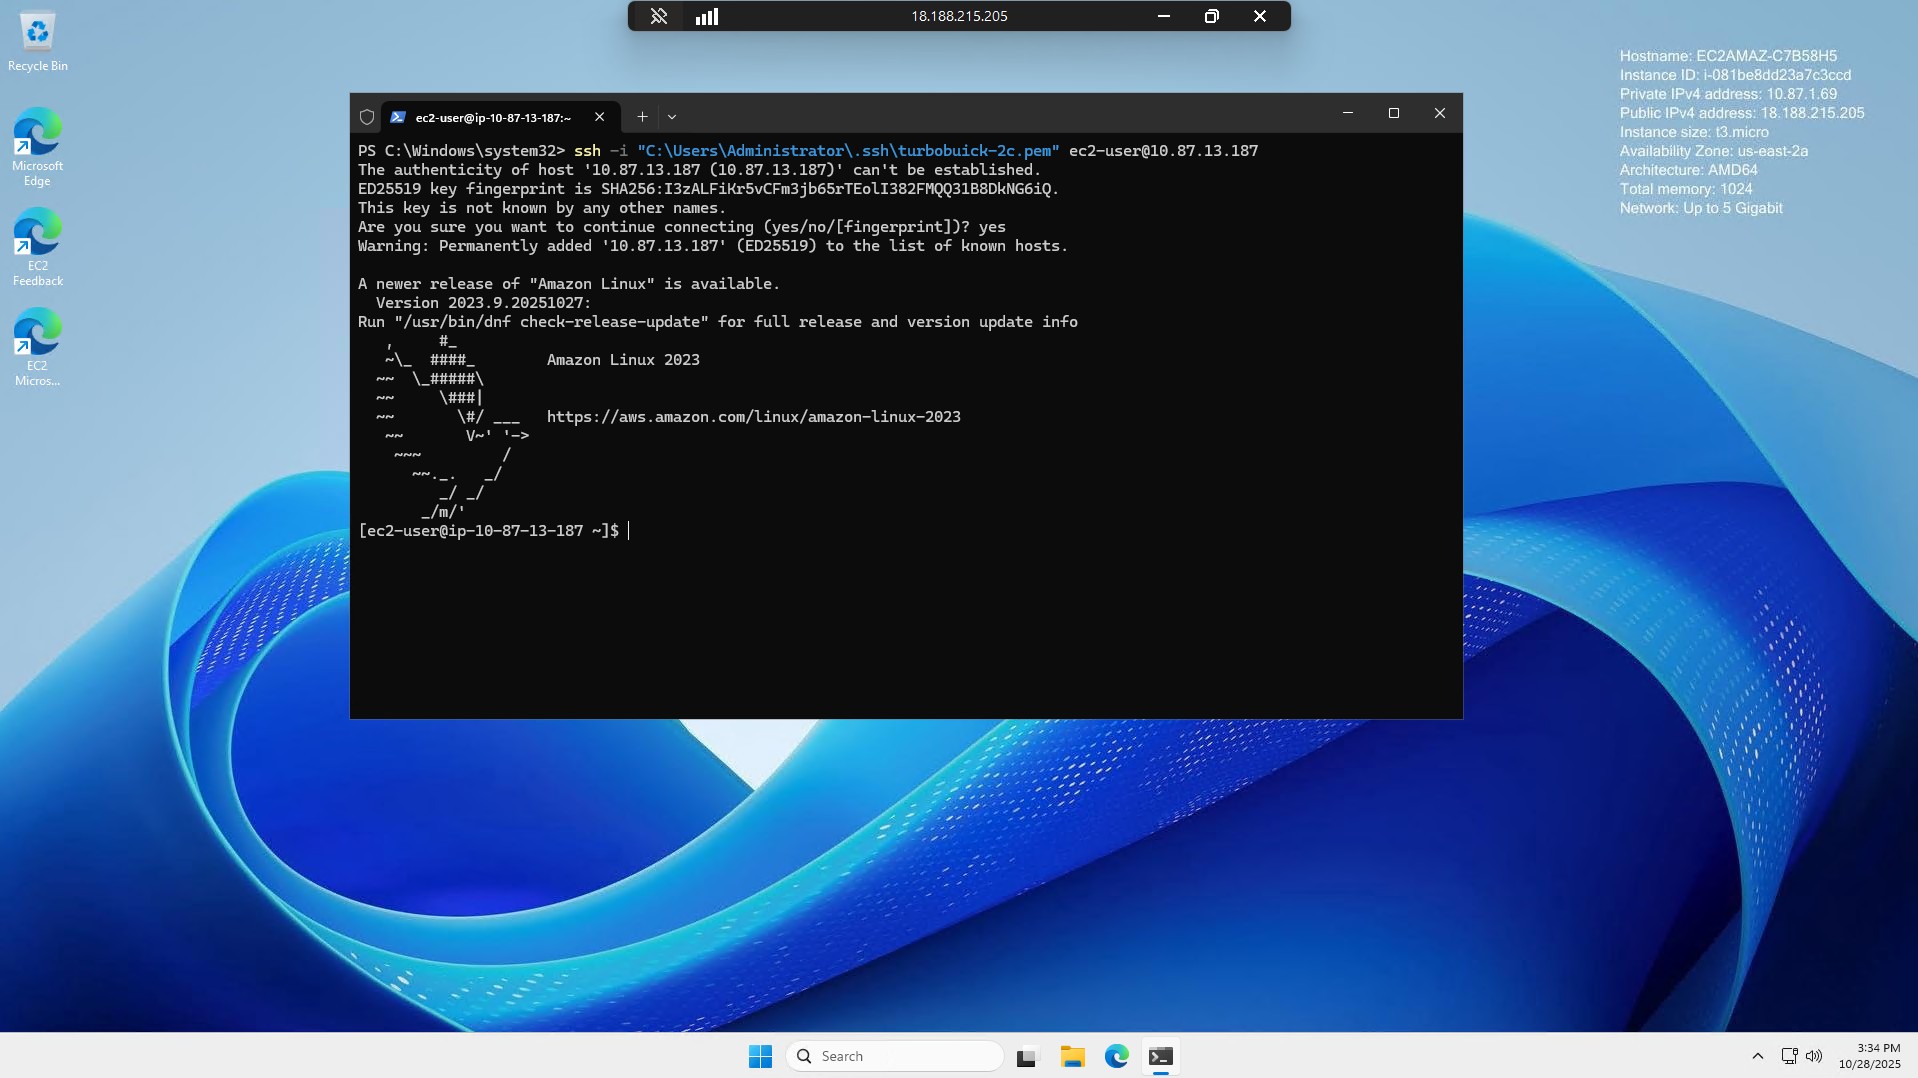 18.188.215.205
Recycle Bin
Microsoft
Edge
EC2
Feedback
EC2
Micros...
Hostname: EC2AMAZ-C7B58H5
Instance ID: i-081be8dd23a7c3ccd
Private IPv4 address: 10.87.1.69
Public IPv4 address: 18.188.215.205
Instance size: t3.micro
Availability Zone: us-east-2a
Architecture: AMD64
Total memory: 1024
Network: Up to 5 Gigabit
ec2-user@ip-10-87-13-187:~
PS C:\Windows\system32> ssh -i "C:\Users\Administrator\.ssh\turbobuick-2c.pem" ec2-user@10.87.13.187
The authenticity of host '10.87.13.187 (10.87.13.187)' can't be established.
ED25519 key fingerprint is SHA256:I3zALFiKr5vCFm3jb65rTEolI382FMQQ31B8DkNG6iQ.
This key is not known by any other names.
Are you sure you want to continue connecting (yes/no/[fingerprint])? yes
Warning: Permanently added '10.87.13.187' (ED25519) to the list of known hosts.
A newer release of "Amazon Linux" is available.
  Version 2023.9.20251027:
Run "/usr/bin/dnf check-release-update" for full release and version update info
   ,     #_
   ~\_  ####_        Amazon Linux 2023
  ~~  \_#####\
  ~~     \###|
  ~~       \#/ ___   https://aws.amazon.com/linux/amazon-linux-2023
   ~~       V~' '->
    ~~~         /
      ~~._.   _/
         _/ _/
       _/m/'
[ec2-user@ip-10-87-13-187 ~]$
Search
3:34 PM
10/28/2025